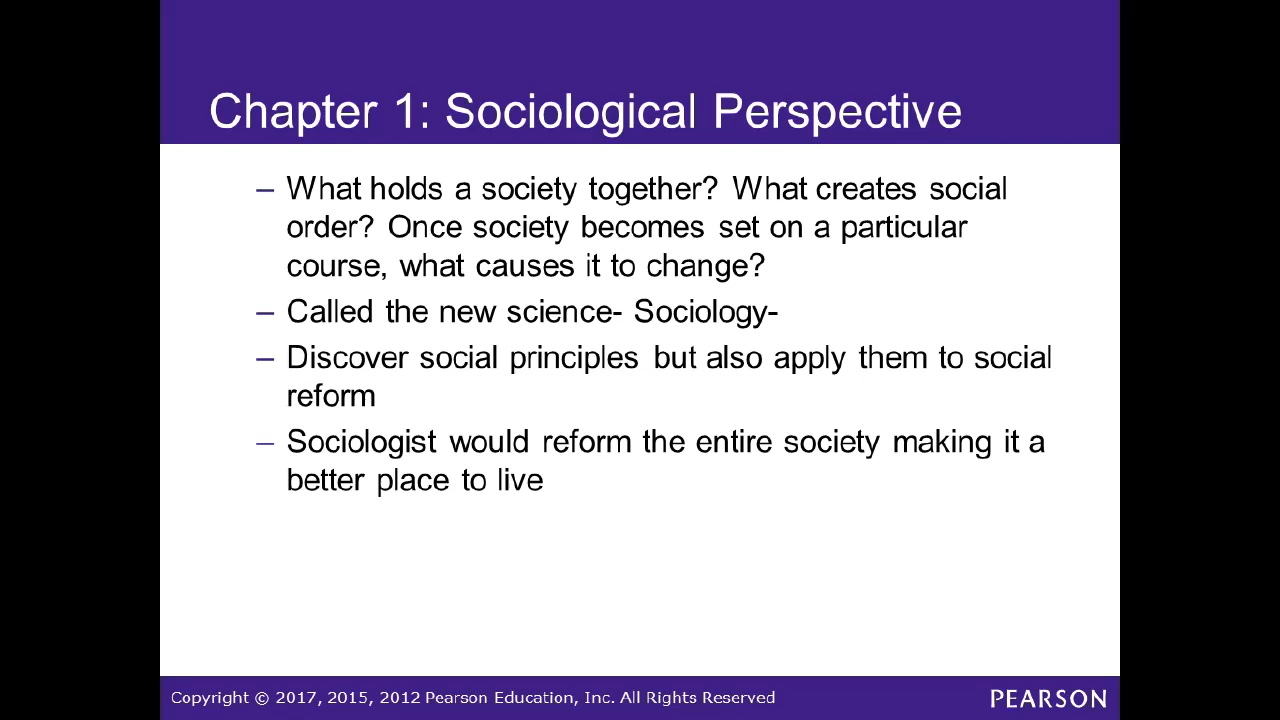 Chapter 1: Sociological Perspective
– What holds a society together? What creates social
order? Once society becomes set on a particular
course, what causes it to change?
– Called the new science- Sociology-
– Discover social principles but also apply them to social
reform
– Sociologist would reform the entire society making it a
better place to live
Copyright © 2017, 2015, 2012 Pearson Education, Inc. All Rights Reserved
PEARSON